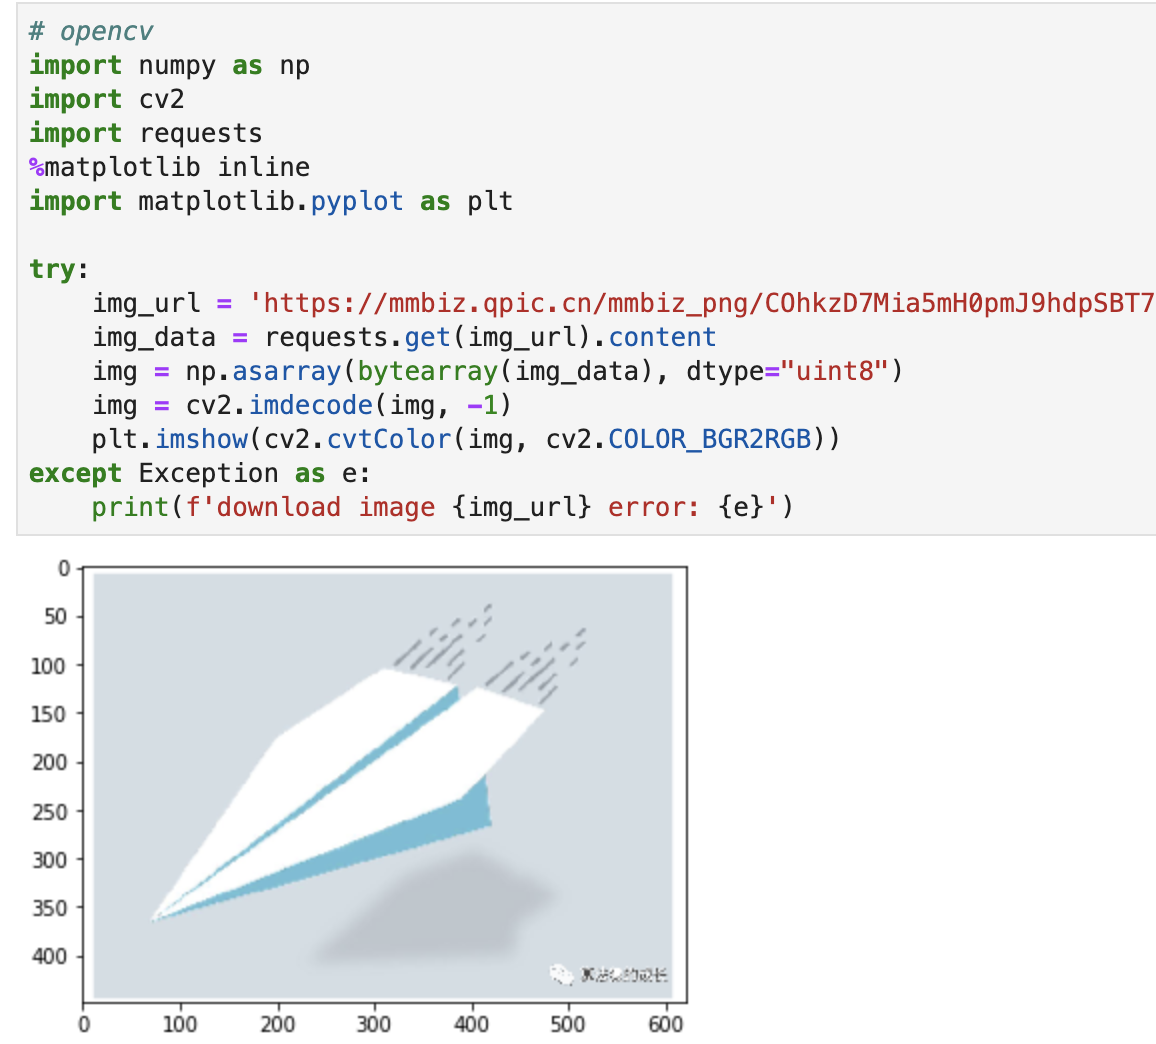 # opencv
import numpy as np
import cv2
import requests
%matplotlib inline
import matplotlib.pyplot as plt
try:
    img_url = 'https://mmbiz.qpic.cn/mmbiz_png/COhkzD7Mia5mH0pmJ9hdpSBT7
    img_data = requests.get(img_url).content
    img = np.asarray(bytearray(img_data), dtype="uint8")
    img = cv2.imdecode(img, -1)
    plt.imshow(cv2.cvtColor(img, cv2.COLOR_BGR2RGB))
except Exception as e:
    print(f'download image {img_url} error: {e}')
0
50
100
150
200
250
300
350
400
的成长
0 100 200 300 400 500 600